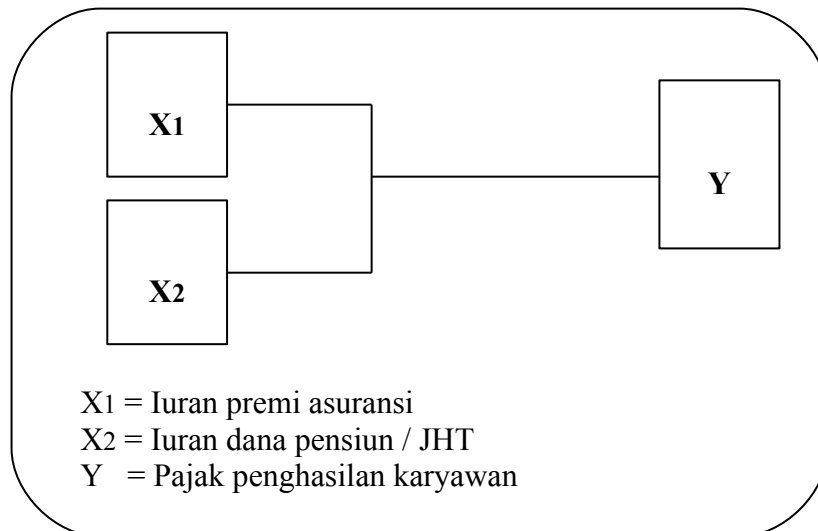 X1
Y
X2
X1 = Iuran premi asuransi
X2 = Iuran dana pensiun / JHT
Y = Pajak penghasilan karyawan